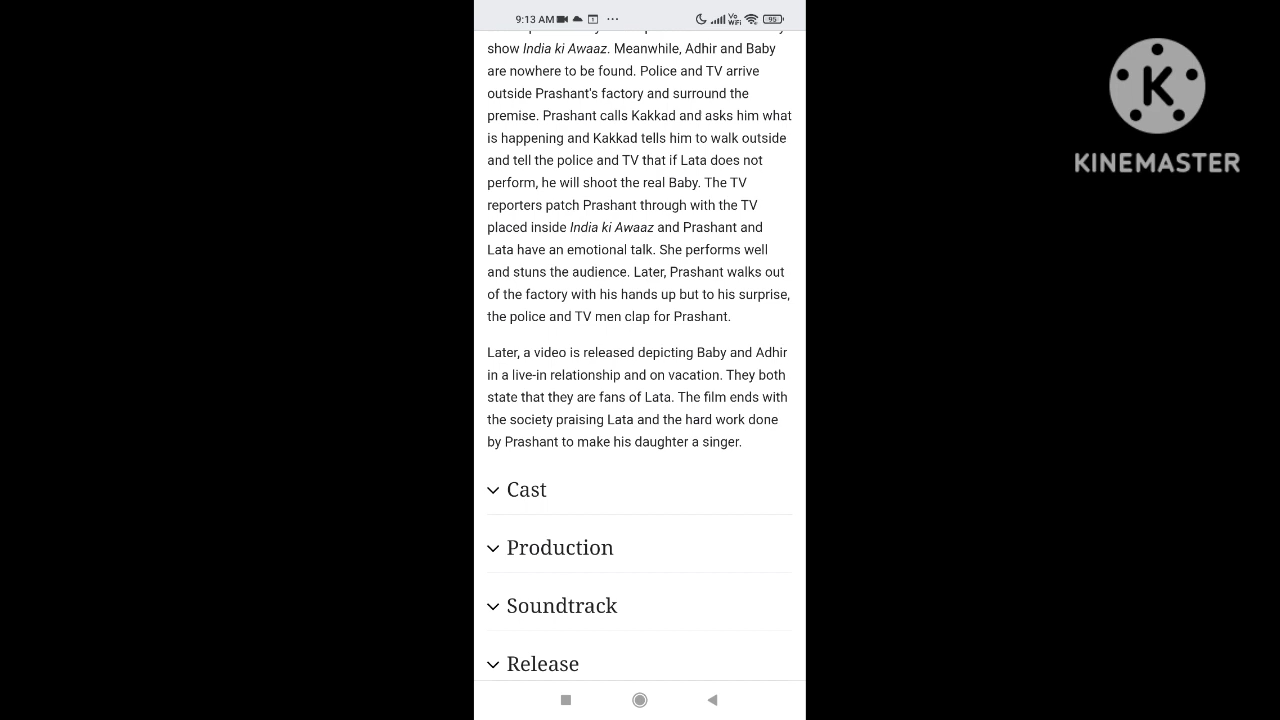 9:13 AM
Vo
WiFi
95
show India ki Awaaz. Meanwhile, Adhir and Baby
are nowhere to be found. Police and TV arrive
outside Prashant's factory and surround the
premise. Prashant calls Kakkad and asks him what
is happening and Kakkad tells him to walk outside
and tell the police and TV that if Lata does not
perform, he will shoot the real Baby. The TV
reporters patch Prashant through with the TV
placed inside India ki Awaaz and Prashant and
Lata have an emotional talk. She performs well
and stuns the audience. Later, Prashant walks out
of the factory with his hands up but to his surprise,
the police and TV men clap for Prashant.
Later, a video is released depicting Baby and Adhir
in a live-in relationship and on vacation. They both
state that they are fans of Lata. The film ends with
the society praising Lata and the hard work done
by Prashant to make his daughter a singer.
Cast
Production
Soundtrack
Release
K
KINEMASTER